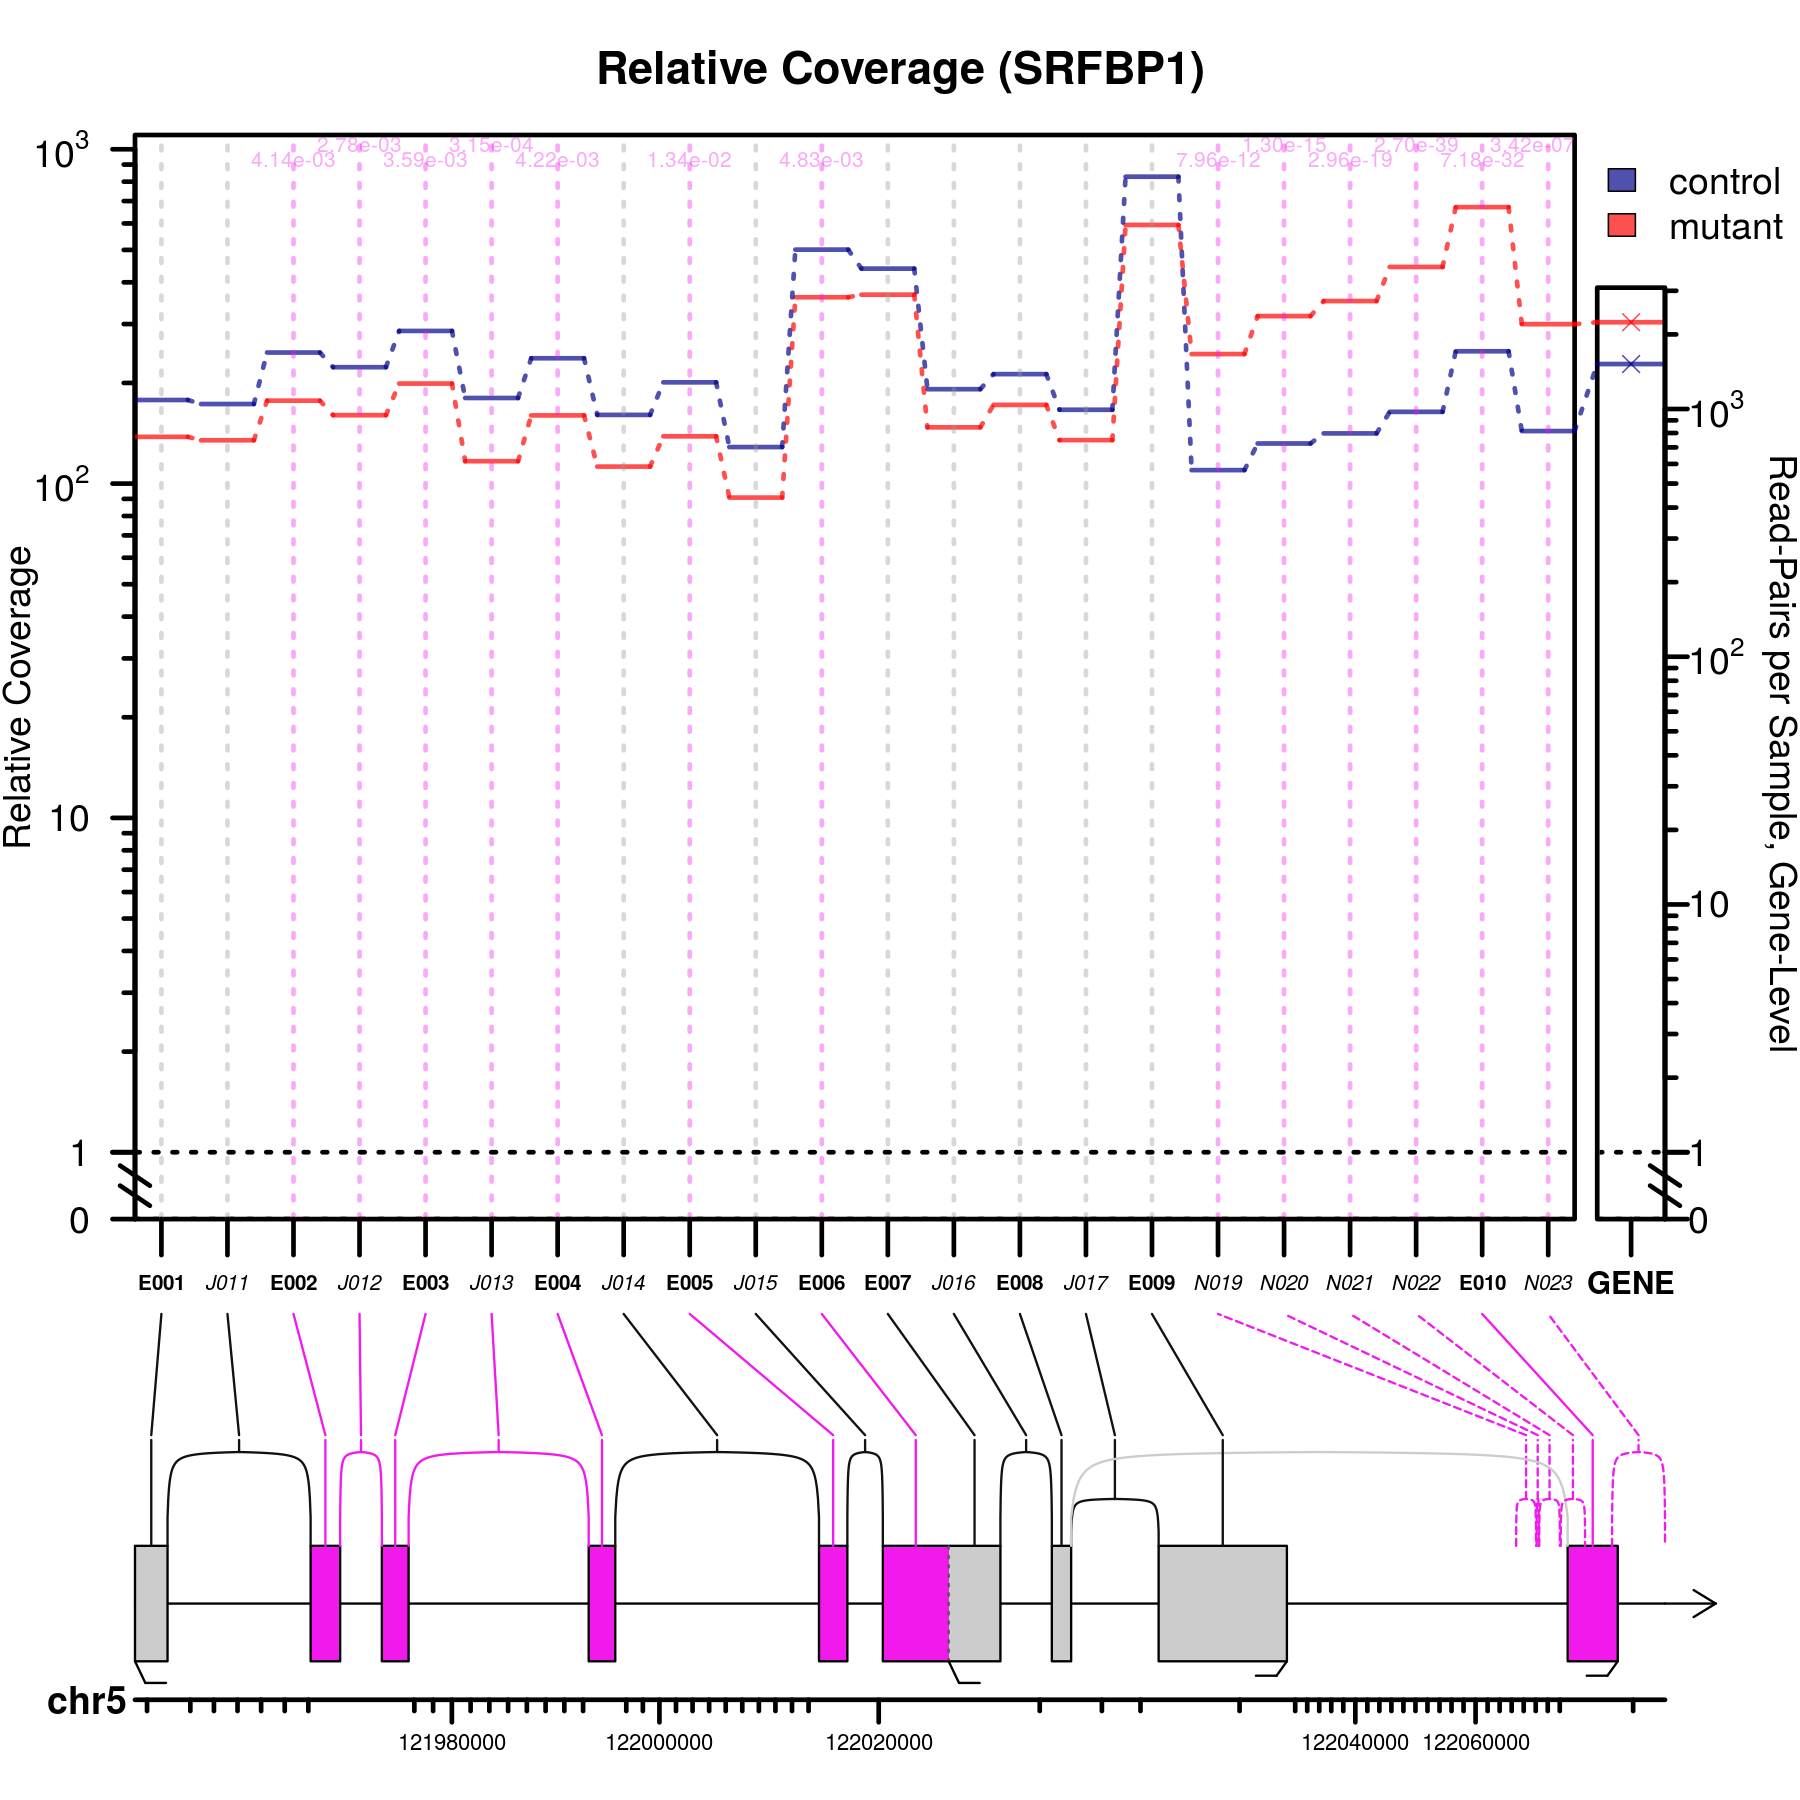 Relative Coverage (SRFBP1)
10³
2.78e-03 3.15e-04 1.30e-15 2.70e-39 3.42e-07
4.14e-03 3.59e-03 4.22e-03 1.34e-02 4.83e-03 7.96e-12 2.96e-19 7.18e-32
control
mutant
10²
10
1
0
Relative Coverage
10³
10²
10
1
0
Read-Pairs per Sample, Gene-Level
E001 J011 E002 J012 E003 J013 E004 J014 E005 J015 E006 E007 J016 E008 J017 E009 N019 N020 N021 N022 E010 N023 GENE
chr5
121980000 122000000 122020000 122040000 122060000